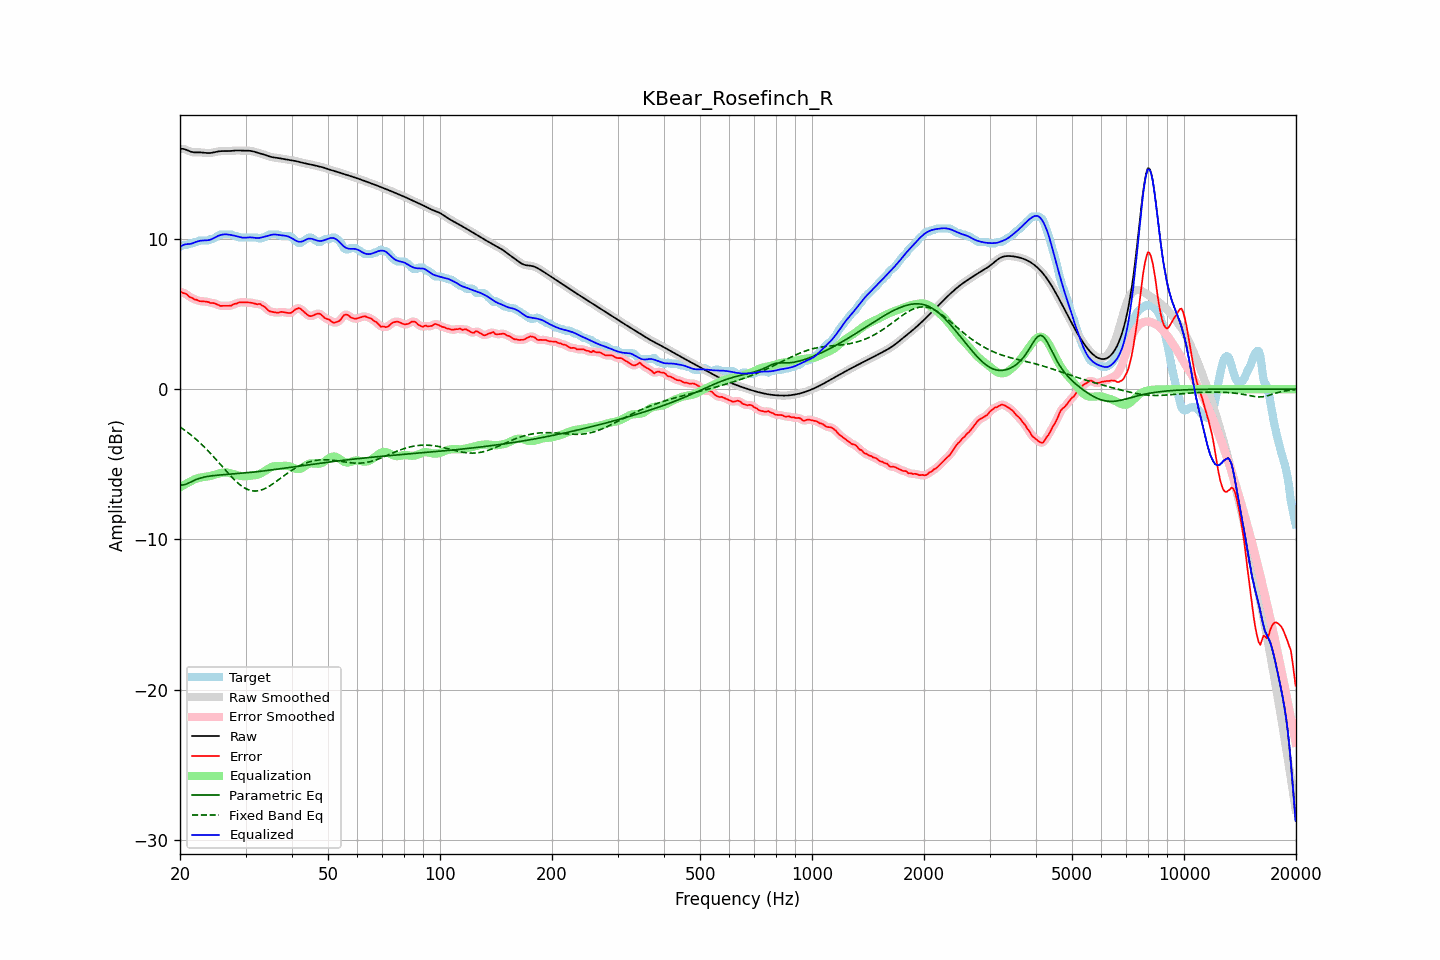 KBear_Rosefinch_R
Amplitude (dBr)
10
0
−10
−20
−30
Target
Raw Smoothed
Error Smoothed
Raw
Error
Equalization
Parametric Eq
Fixed Band Eq
Equalized
20 50 100 200 500 1000 2000 5000 10000 20000
Frequency (Hz)